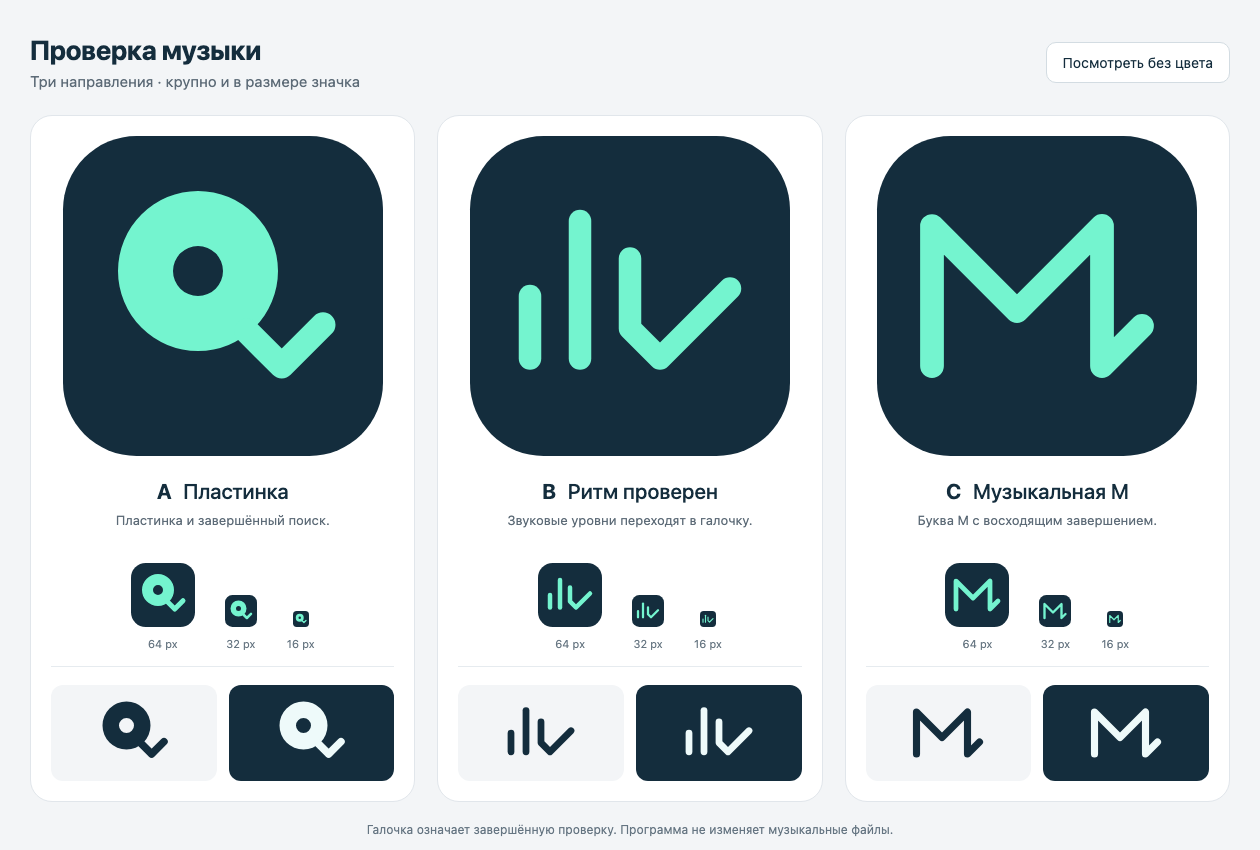 Проверка музыки
Три направления · крупно и в размере значка
Посмотреть без цвета
A Пластинка
Пластинка и завершённый поиск.
64 px
32 px
16 px
B Ритм проверен
Звуковые уровни переходят в галочку.
64 px
32 px
16 px
C Музыкальная М
Буква М с восходящим завершением.
64 px
32 px
16 px
Галочка означает завершённую проверку. Программа не изменяет музыкальные файлы.